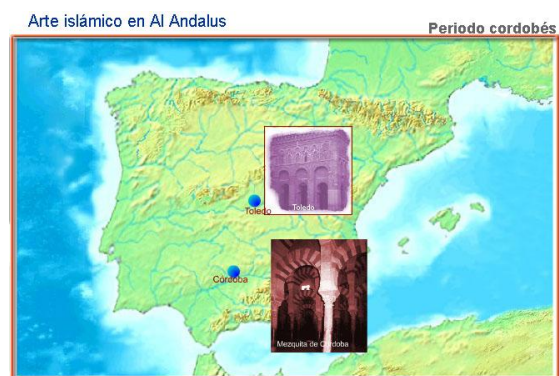 Arte islámico en Al Andalus
Periodo cordobés
Toledo
Toledo
Córdoba
Mezquita de Córdoba